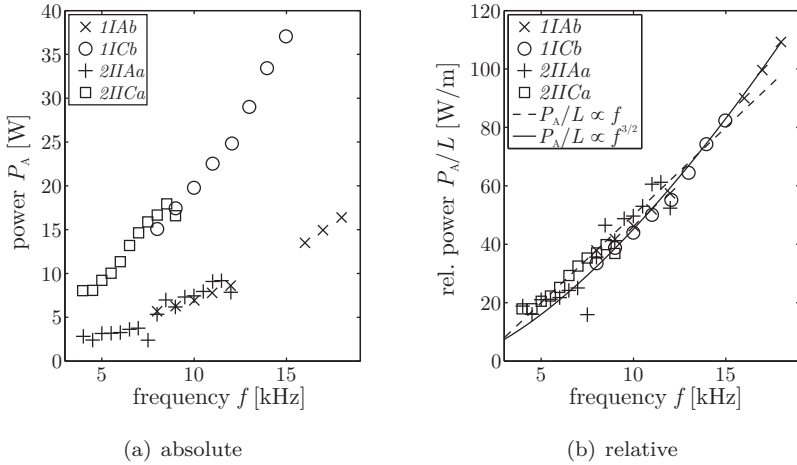 40
35
30
25
20
15
10
5
0
5 10 15
power P_A [W]
frequency f [kHz]
1IAb
1ICb
2IIAa
2IICa
(a) absolute
120
100
80
60
40
20
0
5 10 15
rel. power P_A/L [W/m]
frequency f [kHz]
1IAb
1ICb
2IIAa
2IICa
P_A/L ∝ f
P_A/L ∝ f^{3/2}
(b) relative